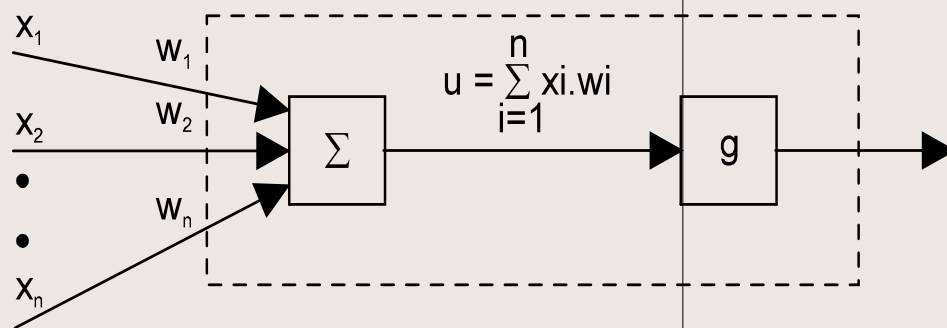 x₁
w₁
n
u = ∑ xi.wi
i=1
w₂
x₂
∑
g
wₙ
xₙ